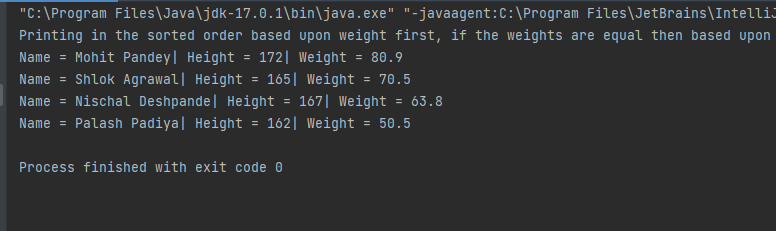 "C:\Program Files\Java\jdk-17.0.1\bin\java.exe" "-javaagent:C:\Program Files\JetBrains\IntelliJ
Printing in the sorted order based upon weight first, if the weights are equal then based upon
Name = Mohit Pandey| Height = 172| Weight = 80.9
Name = Shlok Agrawal| Height = 165| Weight = 70.5
Name = Nischal Deshpande| Height = 167| Weight = 63.8
Name = Palash Padiya| Height = 162| Weight = 50.5
Process finished with exit code 0